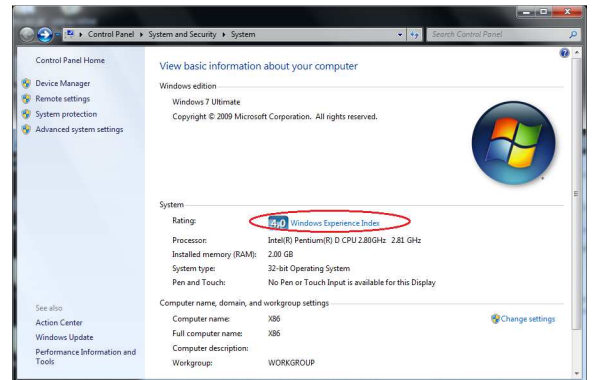 Control Panel ▸ System and Security ▸ System
Search Control Panel
Control Panel Home
Device Manager
Remote settings
System protection
Advanced system settings
See also
Action Center
Windows Update
Performance Information and
Tools
View basic information about your computer
Windows edition
Windows 7 Ultimate
Copyright © 2009 Microsoft Corporation. All rights reserved.
System
Rating: 4,0 Windows Experience Index
Processor: Intel(R) Pentium(R) D CPU 2.80GHz 2.81 GHz
Installed memory (RAM): 2.00 GB
System type: 32-bit Operating System
Pen and Touch: No Pen or Touch Input is available for this Display
Computer name, domain, and workgroup settings
Computer name: X86
Change settings
Full computer name: X86
Computer description:
Workgroup: WORKGROUP